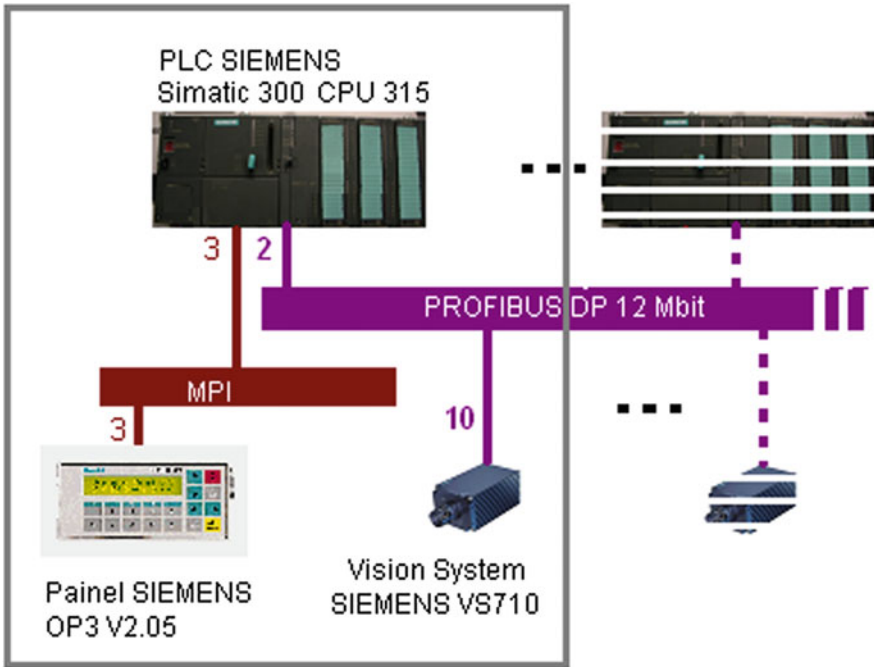 PLC SIEMENS
Simatic 300 CPU 315
3
2
PROFIBUS DP 12 Mbit
MPI
3
10
Painel SIEMENS
OP3 V2.05
Vision System
SIEMENS VS710